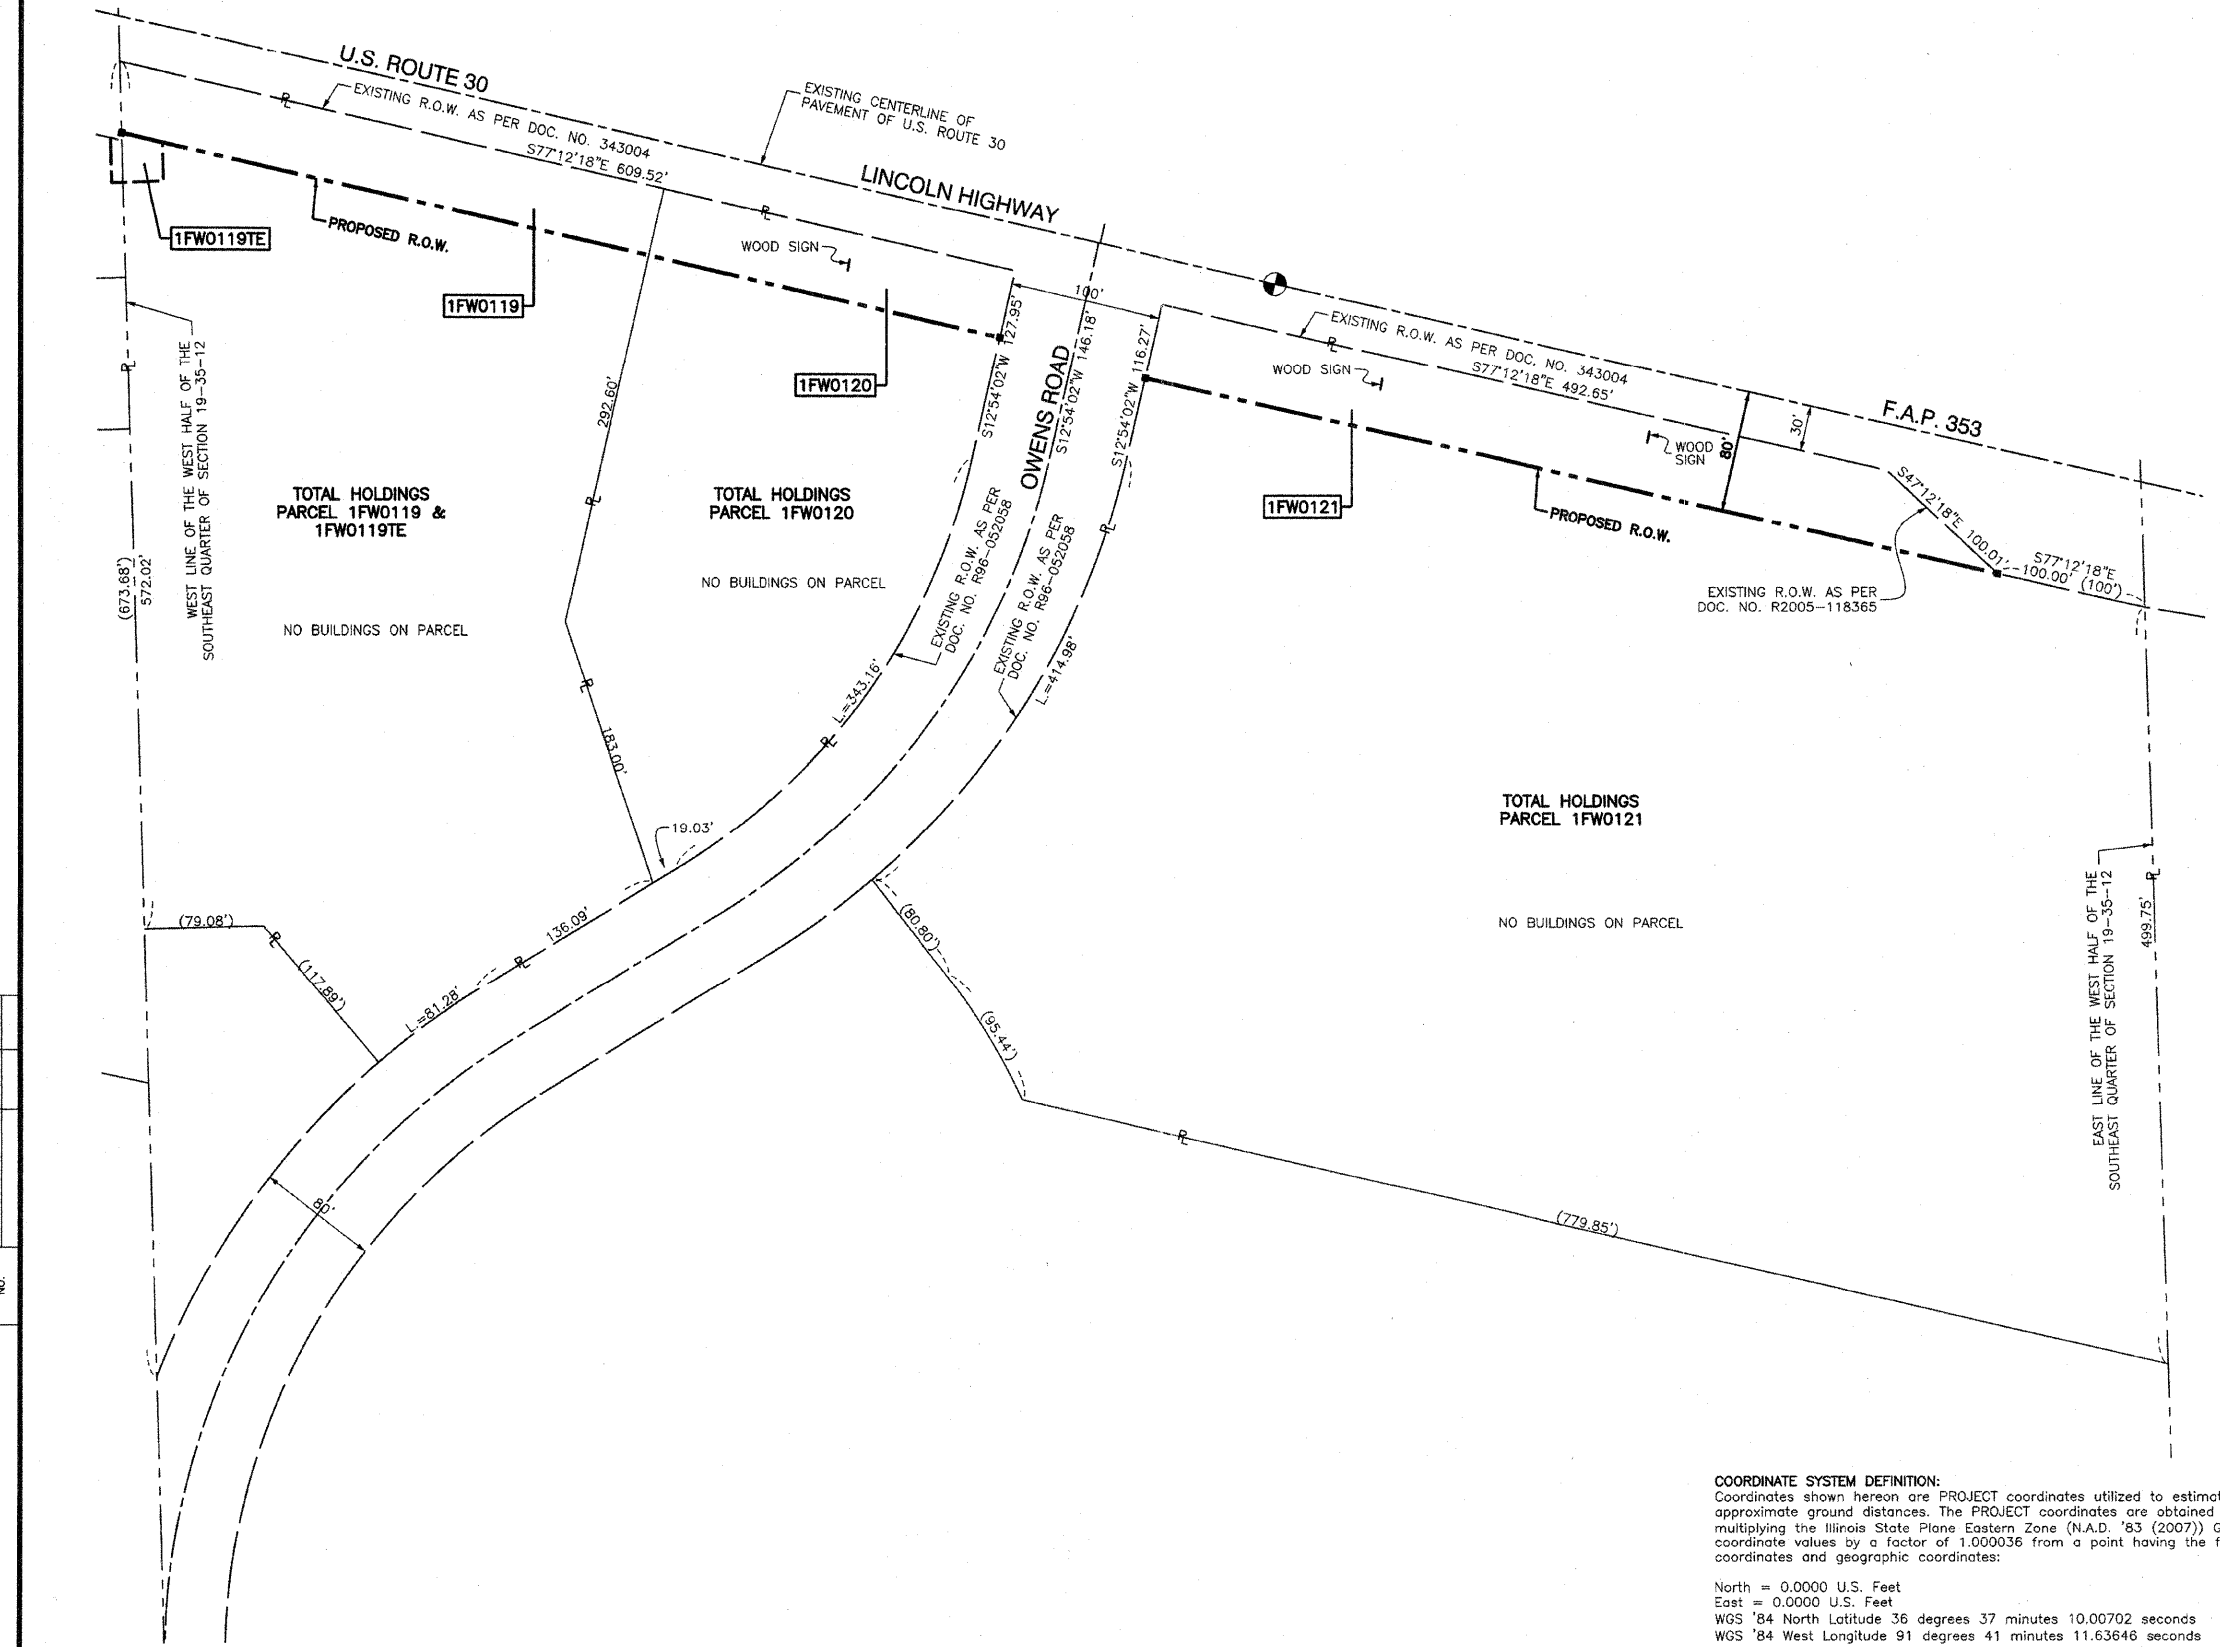 U.S. ROUTE 30
EXISTING R.O.W. AS PER DOC. NO. 343004
S77°12'18"E 609.52'
EXISTING CENTERLINE OF
PAVEMENT OF U.S. ROUTE 30
LINCOLN HIGHWAY
1FW0119TE
PROPOSED R.O.W.
1FW0119
WOOD SIGN
1FW0120
100'
127.95'
S12°54'02"W
OWENS ROAD
S12°54'02"W 146.18'
S12°54'02"W 116.27'
EXISTING R.O.W. AS PER DOC. NO. 343004
S77°12'18"E 492.65'
WOOD SIGN
1FW0121
WOOD
SIGN
80'
30'
F.A.P. 353
PROPOSED R.O.W.
S47°12'18"E 100.01'
S77°12'18"E
100.00' (100')
EXISTING R.O.W. AS PER
DOC. NO. R2005-118365
WEST LINE OF THE WEST HALF OF THE
SOUTHEAST QUARTER OF SECTION 19-35-12
(673.68')
572.02'
TOTAL HOLDINGS
PARCEL 1FW0119 &
1FW0119TE
NO BUILDINGS ON PARCEL
292.60'
183.00'
TOTAL HOLDINGS
PARCEL 1FW0120
NO BUILDINGS ON PARCEL
EXISTING R.O.W. AS PER
DOC. NO. R96-052058
EXISTING R.O.W. AS PER
DOC. NO. R96-052058
L.=343.16'
L.=414.98'
19.03'
136.09'
L.=81.28'
(79.08')
(117.89')
(80.80')
(95.44')
TOTAL HOLDINGS
PARCEL 1FW0121
NO BUILDINGS ON PARCEL
EAST LINE OF THE WEST HALF OF THE
SOUTHEAST QUARTER OF SECTION 19-35-12
499.75'
80'
(779.85')
NO.
COORDINATE SYSTEM DEFINITION:
Coordinates shown hereon are PROJECT coordinates utilized to estimat
approximate ground distances. The PROJECT coordinates are obtained
multiplying the Illinois State Plane Eastern Zone (N.A.D. '83 (2007)) G
coordinate values by a factor of 1.000036 from a point having the f
coordinates and geographic coordinates:
North = 0.0000 U.S. Feet
East = 0.0000 U.S. Feet
WGS '84 North Latitude 36 degrees 37 minutes 10.00702 seconds
WGS '84 West Longitude 91 degrees 41 minutes 11.63646 seconds